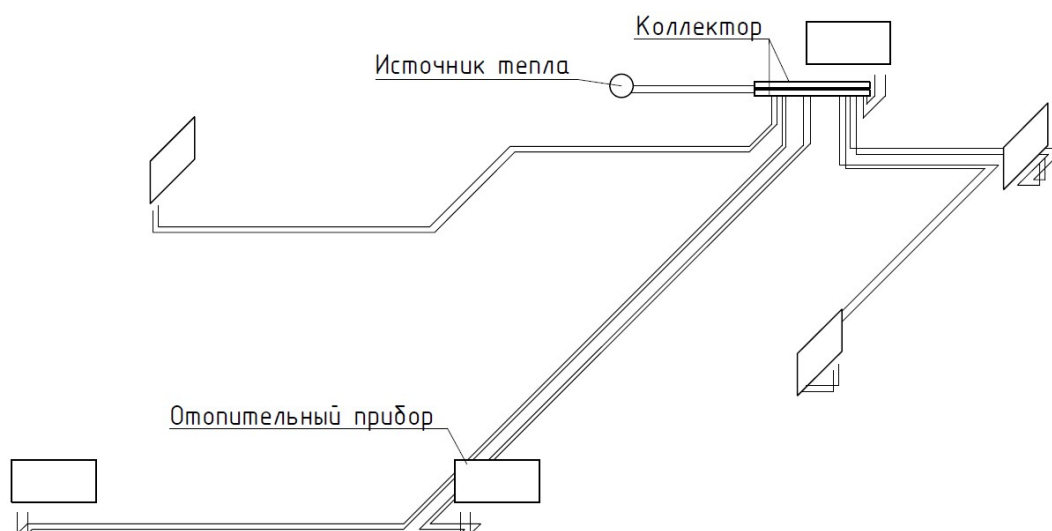 Коллектор
Источник тепла
Отопительный прибор